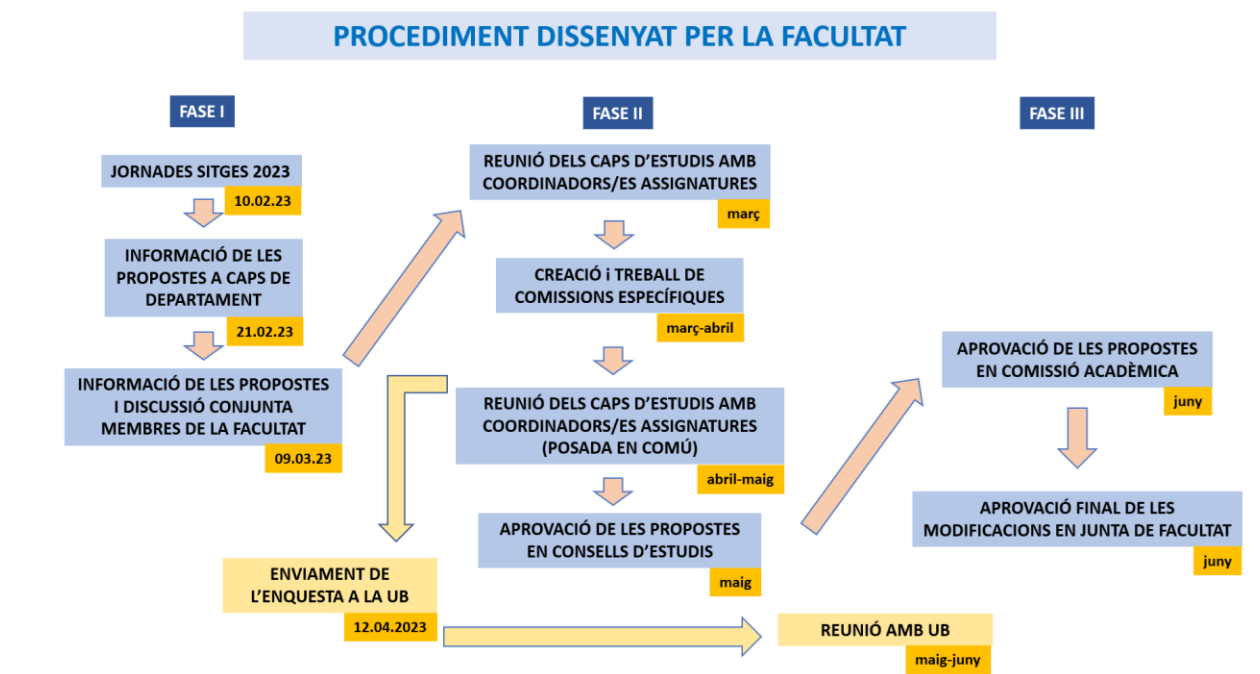 PROCEDIMENT DISSENYAT PER LA FACULTAT
FASE I
JORNADES SITGES 2023
10.02.23
INFORMACIÓ DE LES
PROPOSTES A CAPS DE
DEPARTAMENT
21.02.23
INFORMACIÓ DE LES PROPOSTES
I DISCUSSIÓ CONJUNTA
MEMBRES DE LA FACULTAT
09.03.23
FASE II
REUNIÓ DELS CAPS D'ESTUDIS AMB
COORDINADORS/ES ASSIGNATURES
març
CREACIÓ i TREBALL DE
COMISSIONS ESPECÍFIQUES
març-abril
REUNIÓ DELS CAPS D'ESTUDIS AMB
COORDINADORS/ES ASSIGNATURES
(POSADA EN COMÚ)
abril-maig
APROVACIÓ DE LES PROPOSTES
EN CONSELLS D'ESTUDIS
maig
ENVIAMENT DE
L'ENQUESTA A LA UB
12.04.2023
REUNIÓ AMB UB
maig-juny
FASE III
APROVACIÓ DE LES PROPOSTES
EN COMISSIÓ ACADÈMICA
juny
APROVACIÓ FINAL DE LES
MODIFICACIONS EN JUNTA DE FACULTAT
juny